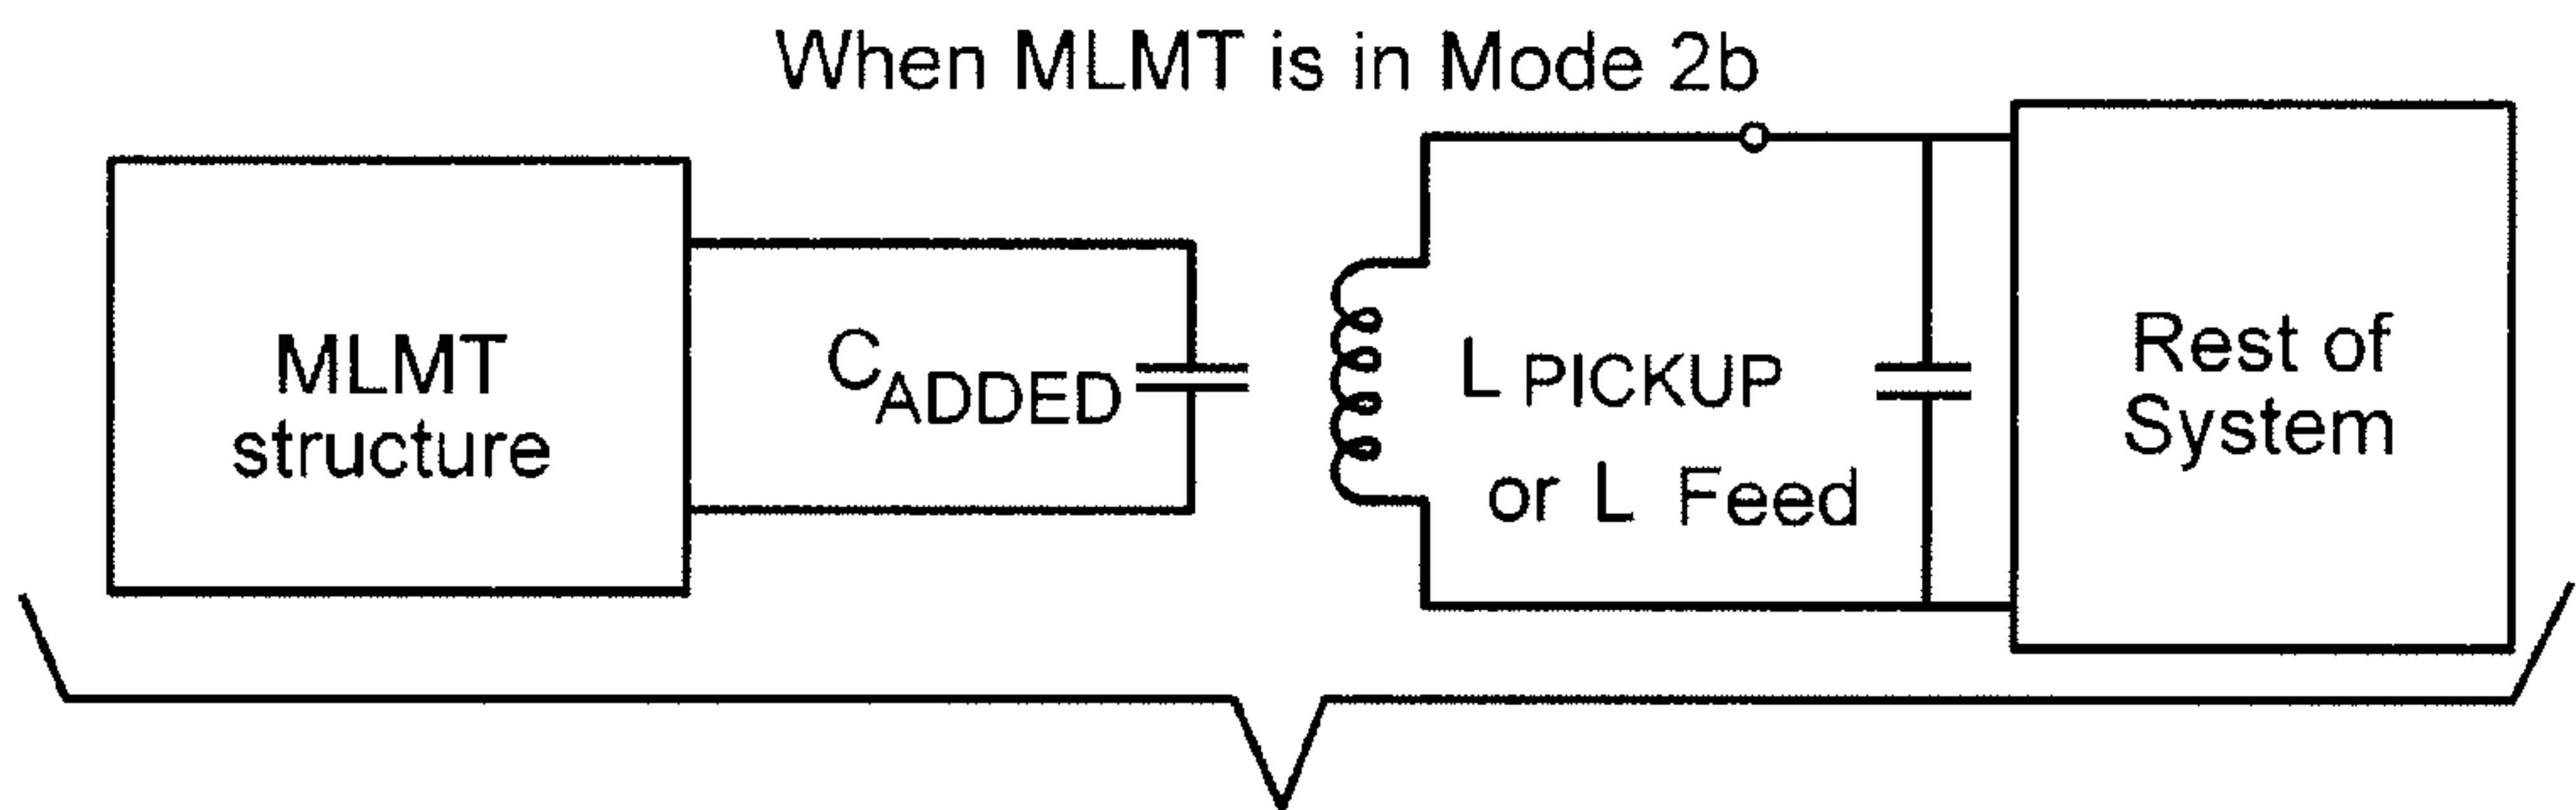 When MLMT is in Mode 2b
MLMT
structure
CADDED
L PICKUP
or L Feed
Rest of
System